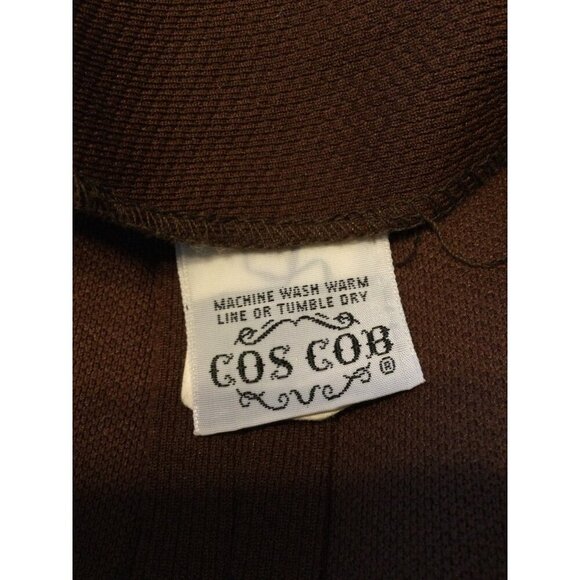 MACHINE WASH WARM
LINE OR TUMBLE DRY
COS COB®